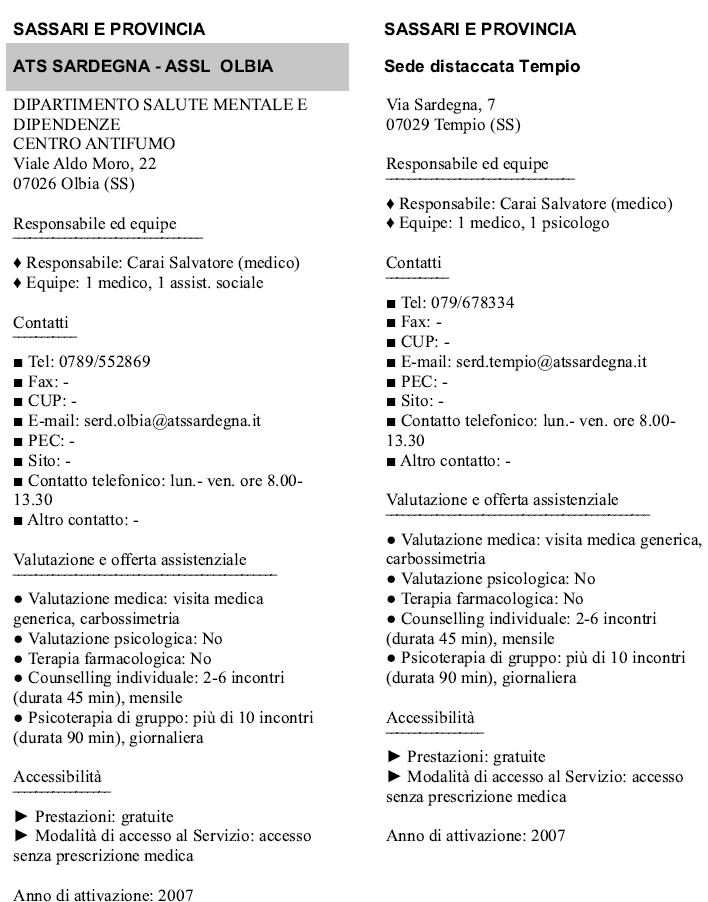 SASSARI E PROVINCIA
ATS SARDEGNA - ASSL  OLBIA
DIPARTIMENTO SALUTE MENTALE E
DIPENDENZE
CENTRO ANTIFUMO
Viale Aldo Moro, 22
07026 Olbia (SS)
Responsabile ed equipe
♦ Responsabile: Carai Salvatore (medico)
♦ Equipe: 1 medico, 1 assist. sociale
Contatti
■ Tel: 0789/552869
■ Fax: -
■ CUP: -
■ E-mail: serd.olbia@atssardegna.it
■ PEC: -
■ Sito: -
■ Contatto telefonico: lun.- ven. ore 8.00-
13.30
■ Altro contatto: -
Valutazione e offerta assistenziale
● Valutazione medica: visita medica
generica, carbossimetria
● Valutazione psicologica: No
● Terapia farmacologica: No
● Counselling individuale: 2-6 incontri
(durata 45 min), mensile
● Psicoterapia di gruppo: più di 10 incontri
(durata 90 min), giornaliera
Accessibilità
► Prestazioni: gratuite
► Modalità di accesso al Servizio: accesso
senza prescrizione medica
Anno di attivazione: 2007
SASSARI E PROVINCIA
Sede distaccata Tempio
Via Sardegna, 7
07029 Tempio (SS)
Responsabile ed equipe
♦ Responsabile: Carai Salvatore (medico)
♦ Equipe: 1 medico, 1 psicologo
Contatti
■ Tel: 079/678334
■ Fax: -
■ CUP: -
■ E-mail: serd.tempio@atssardegna.it
■ PEC: -
■ Sito: -
■ Contatto telefonico: lun.- ven. ore 8.00-
13.30
■ Altro contatto: -
Valutazione e offerta assistenziale
● Valutazione medica: visita medica generica,
carbossimetria
● Valutazione psicologica: No
● Terapia farmacologica: No
● Counselling individuale: 2-6 incontri
(durata 45 min), mensile
● Psicoterapia di gruppo: più di 10 incontri
(durata 90 min), giornaliera
Accessibilità
► Prestazioni: gratuite
► Modalità di accesso al Servizio: accesso
senza prescrizione medica
Anno di attivazione: 2007